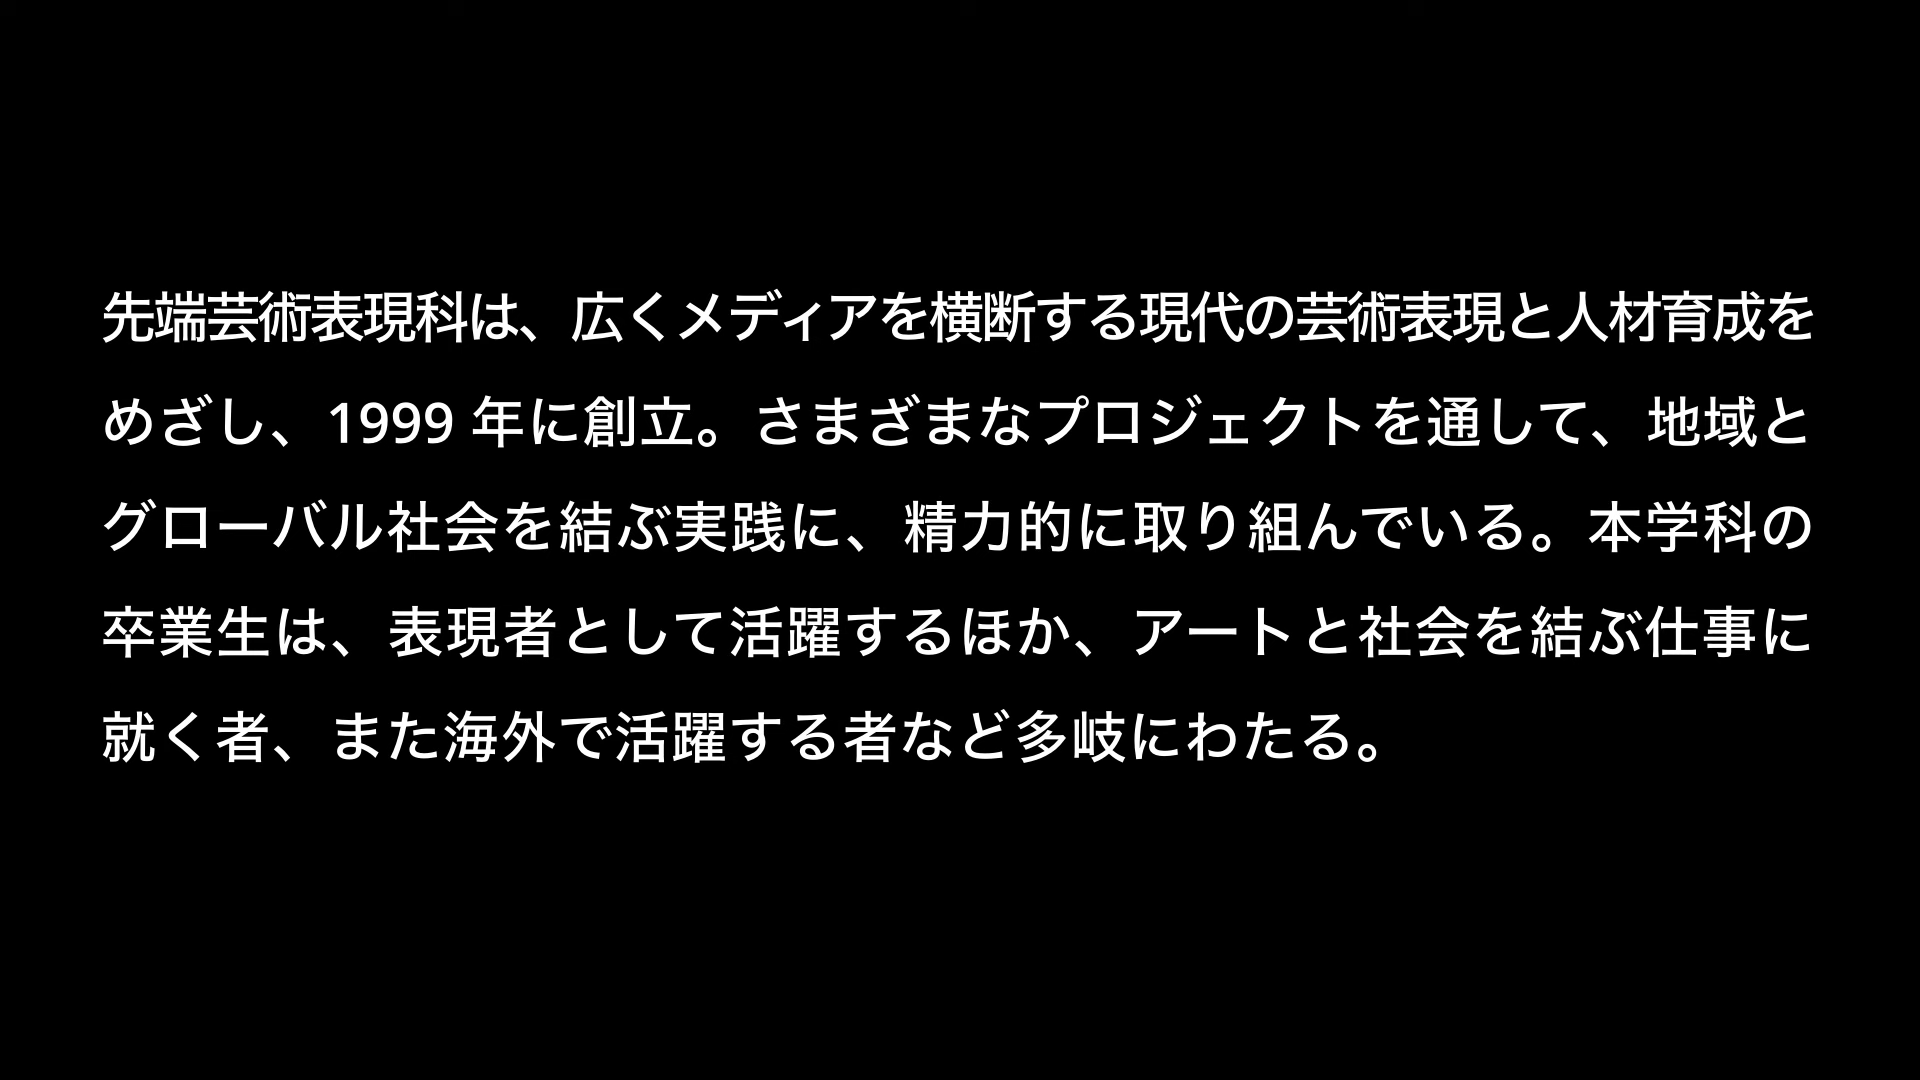 先端芸術表現科は、広くメディアを横断する現代の芸術表現と人材育成を
めざし、1999 年に創立。さまざまなプロジェクトを通して、地域と
グローバル社会を結ぶ実践に、精力的に取り組んでいる。本学科の
卒業生は、表現者として活躍するほか、アートと社会を結ぶ仕事に
就く者、また海外で活躍する者など多岐にわたる。